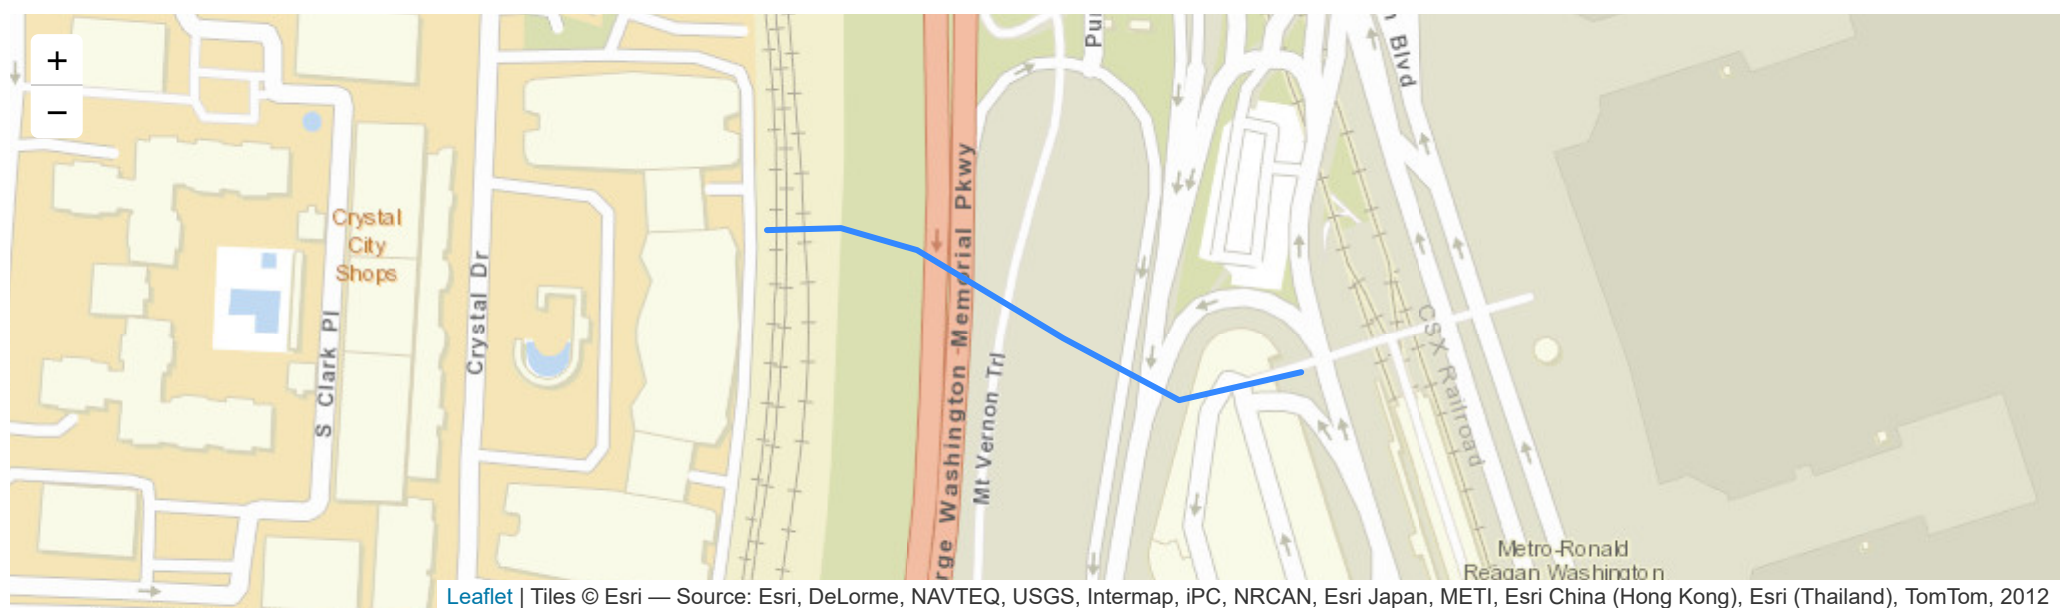 +
−
Pu
n Blvd
George Washington Memorial Pkwy
Crystal
City
Shops
Crystal Dr
S Clark Pl
Mt Vernon Trl
CSX Railroad
Metro-Ronald
Reagan Washington
Leaflet | Tiles © Esri — Source: Esri, DeLorme, NAVTEQ, USGS, Intermap, iPC, NRCAN, Esri Japan, METI, Esri China (Hong Kong), Esri (Thailand), TomTom, 2012